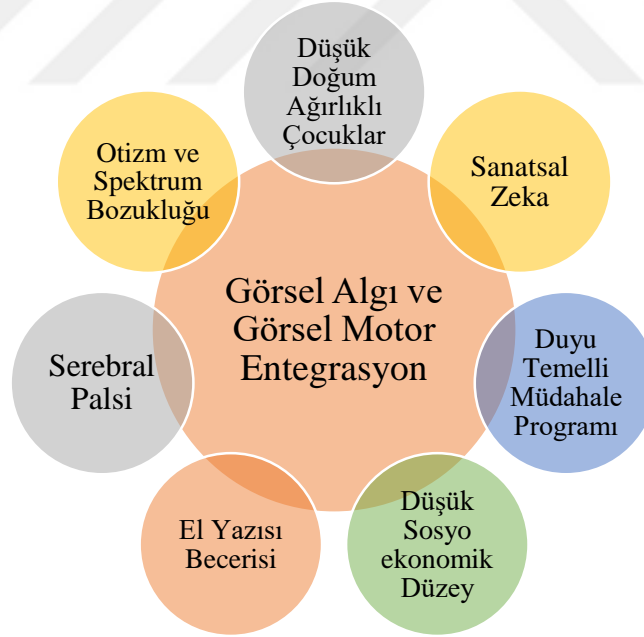 Düşük
Doğum
Ağırlıklı
Çocuklar
Otizm ve
Spektrum
Bozukluğu
Sanatsal
Zeka
Görsel Algı ve
Görsel Motor
Entegrasyon
Serebral
Palsi
Duyu
Temelli
Müdahale
Programı
El Yazısı
Becerisi
Düşük
Sosyo
ekonomik
Düzey